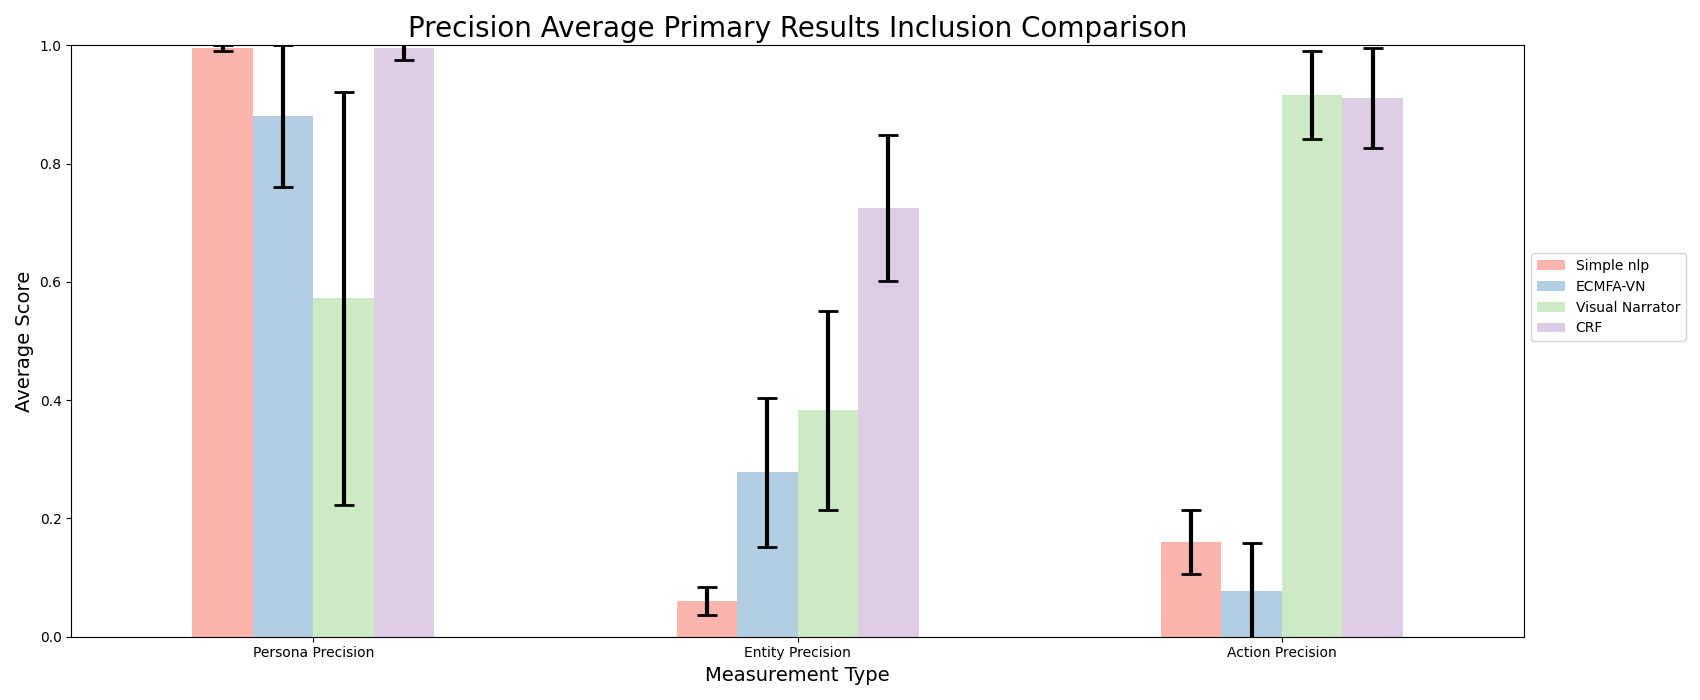 Precision Average Primary Results Inclusion Comparison
1.0
0.8
0.6
0.4
0.2
0.0
Average Score
Persona Precision
Entity Precision
Action Precision
Measurement Type
Simple nlp
ECMFA-VN
Visual Narrator
CRF